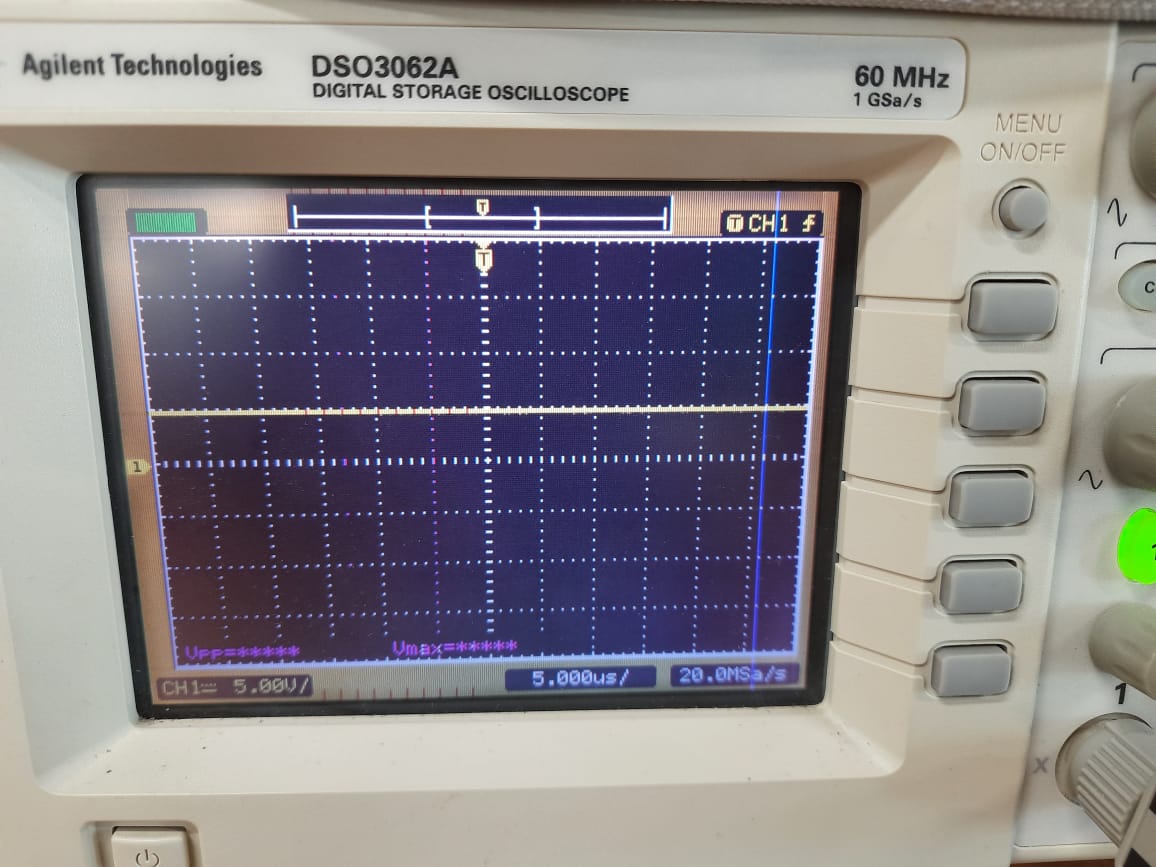 Agilent Technologies
DSO3062A
DIGITAL STORAGE OSCILLOSCOPE
60 MHz
1 GSa/s
MENU
ON/OFF
T
T CH1
T
1
Vpp=***** Vmax=*****
CH1 5.00V/ 5.000us/ 20.0MSa/s
1
X